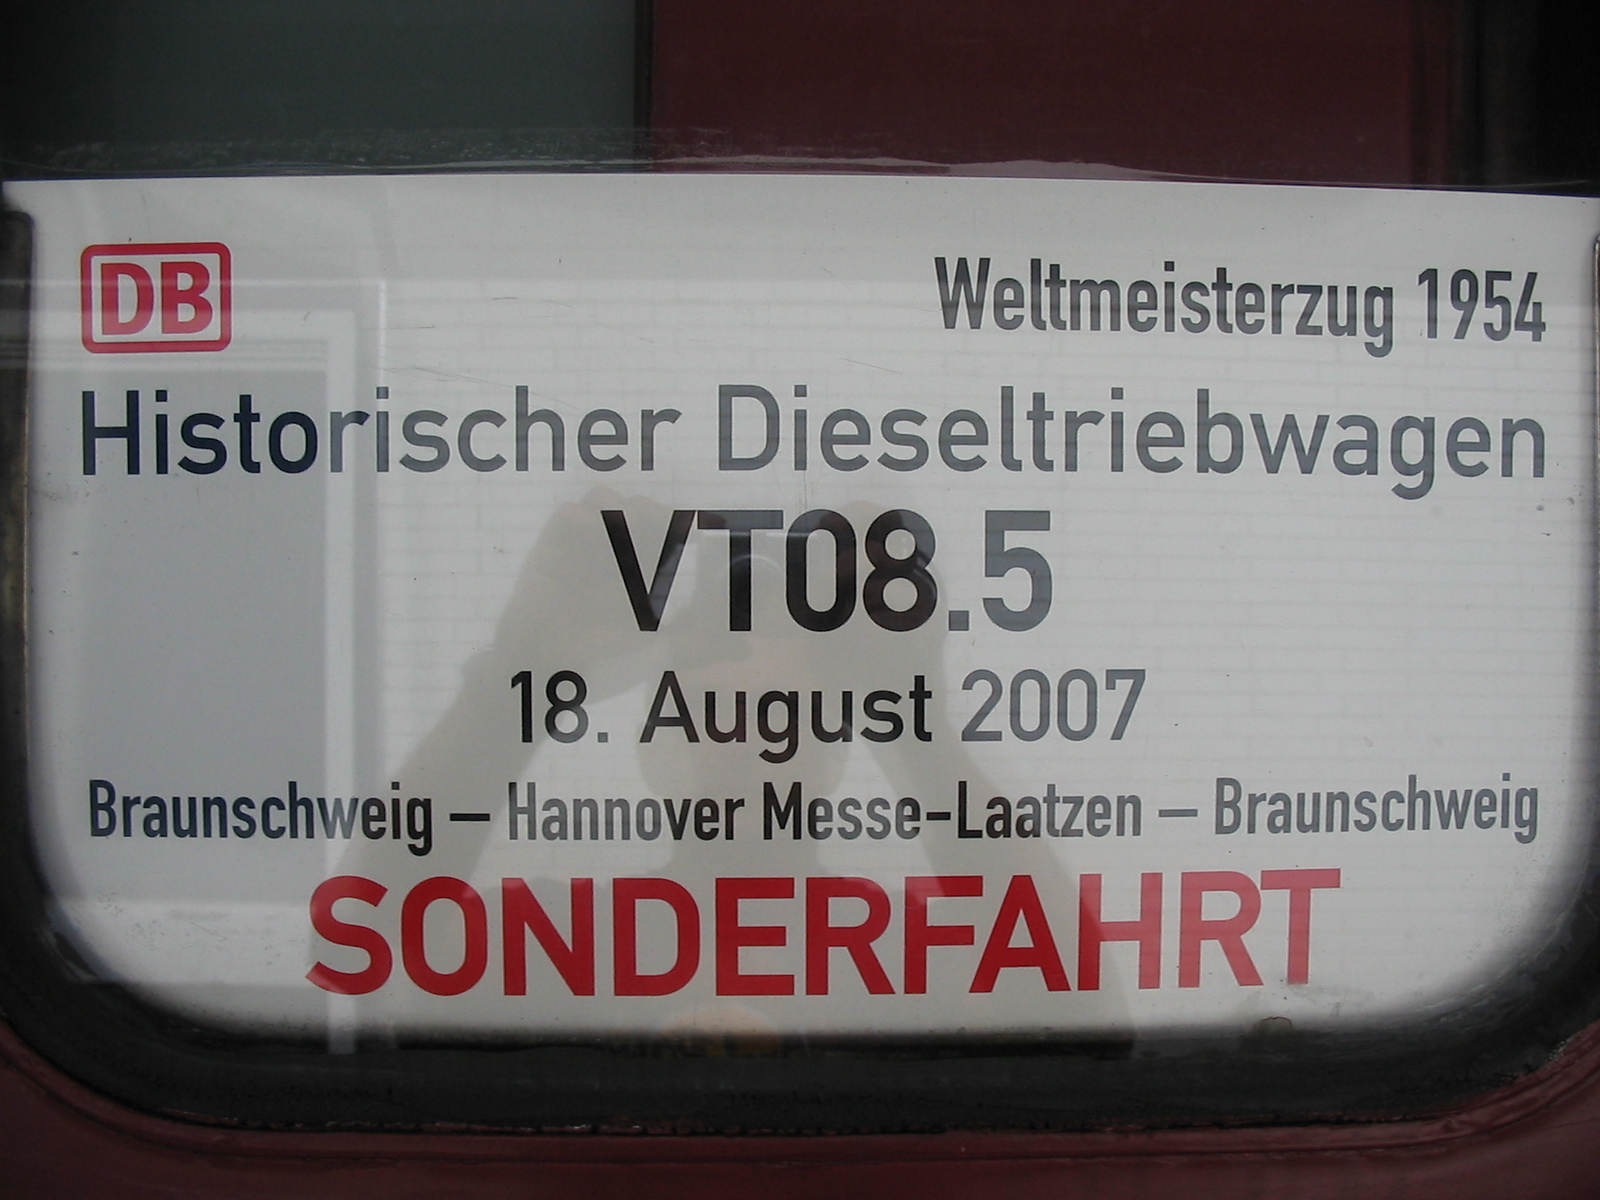 DB
Weltmeisterzug 1954
Historischer Dieseltriebwagen
VT08.5
18. August 2007
Braunschweig – Hannover Messe-Laatzen – Braunschweig
SONDERFAHRT